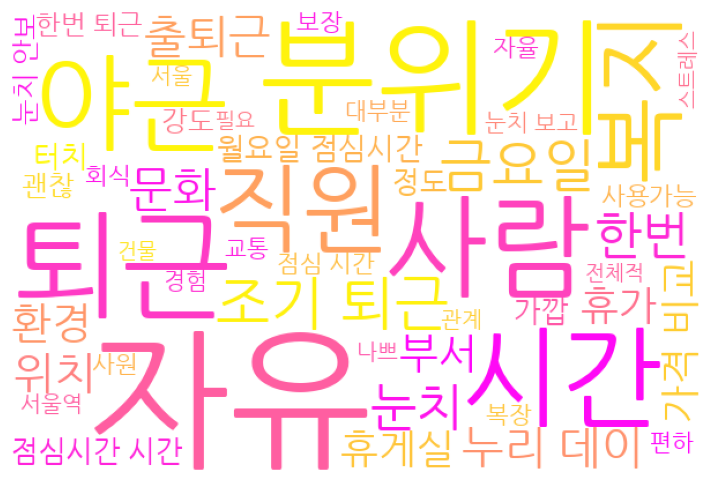 눈치 안보
한번 퇴근
출퇴근
보장
자율
스트레스
야근
분위기
복지
서울
강도
필요
대부분
눈치 보고
터치
월요일 점심시간
금요일
괜찮
회식
문화
직원
정도
사용가능
퇴근
사람
한번
건물
교통
점심 시간
전체적
경험
조기 퇴근
가깝
휴가
가격 비교
환경
관계
위치
사원
자유
나쁘
부서
시간
서울역
눈치
복장
점심시간 시간
휴게실
누리 데이
편하